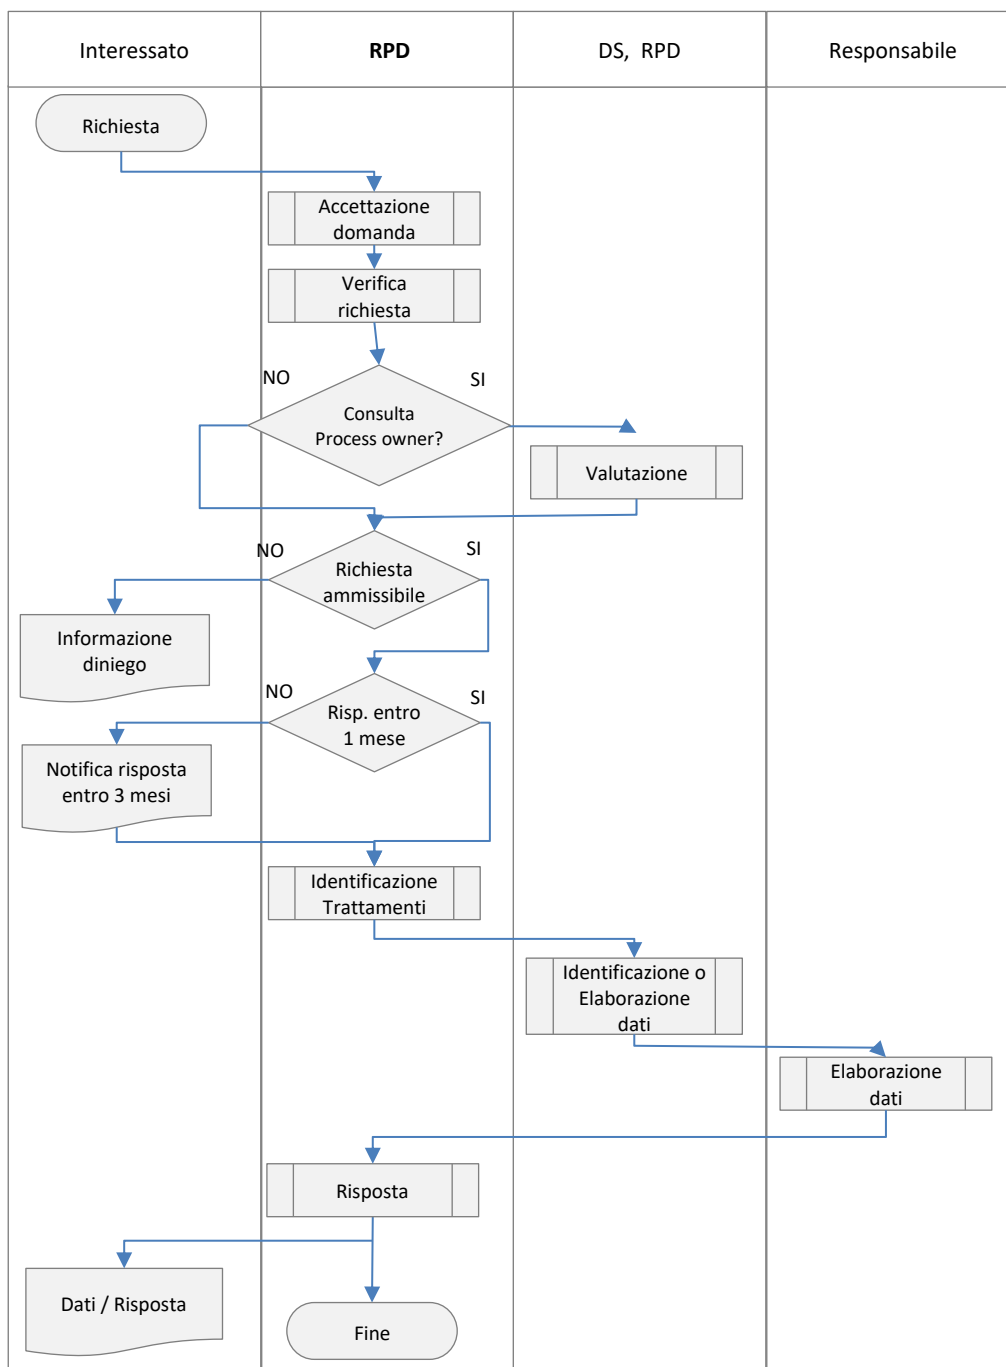 Interessato
RPD
DS, RPD
Responsabile
Richiesta
Accettazione
domanda
Verifica
richiesta
NO
SI
Consulta
Process owner?
Valutazione
NO
SI
Richiesta
ammissibile
Informazione
diniego
NO
SI
Risp. entro
1 mese
Notifica risposta
entro 3 mesi
Identificazione
Trattamenti
Identificazione o
Elaborazione
dati
Elaborazione
dati
Risposta
Dati / Risposta
Fine